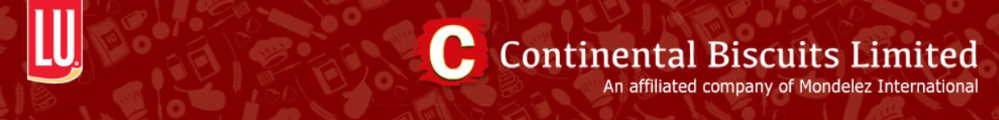 LU
C
Continental Biscuits Limited
An affiliated company of Mondelez International